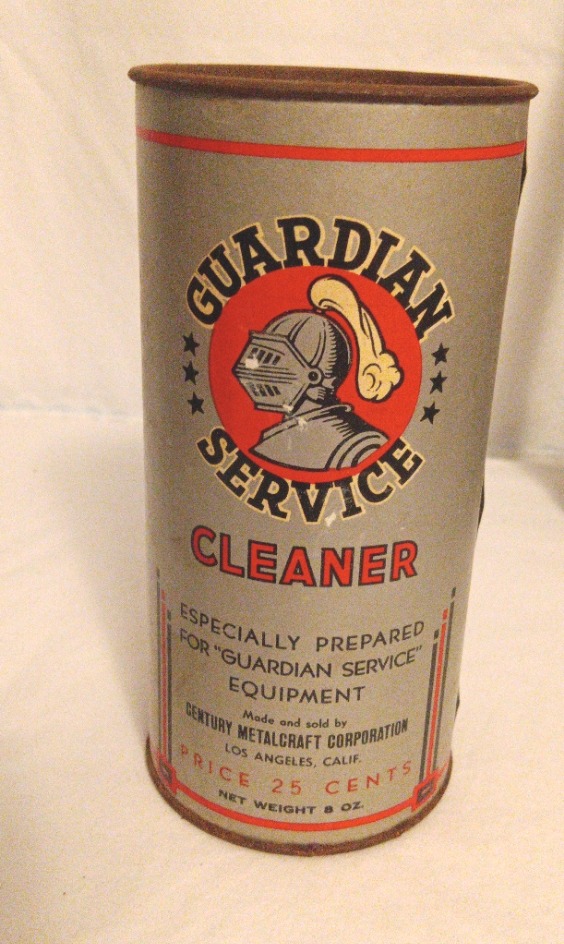 GUARDIAN
SERVICE
CLEANER
ESPECIALLY PREPARED
FOR "GUARDIAN SERVICE"
EQUIPMENT
Made and sold by
CENTURY METALCRAFT CORPORATION
LOS ANGELES, CALIF.
PRICE 25 CENTS
NET WEIGHT 8 OZ.